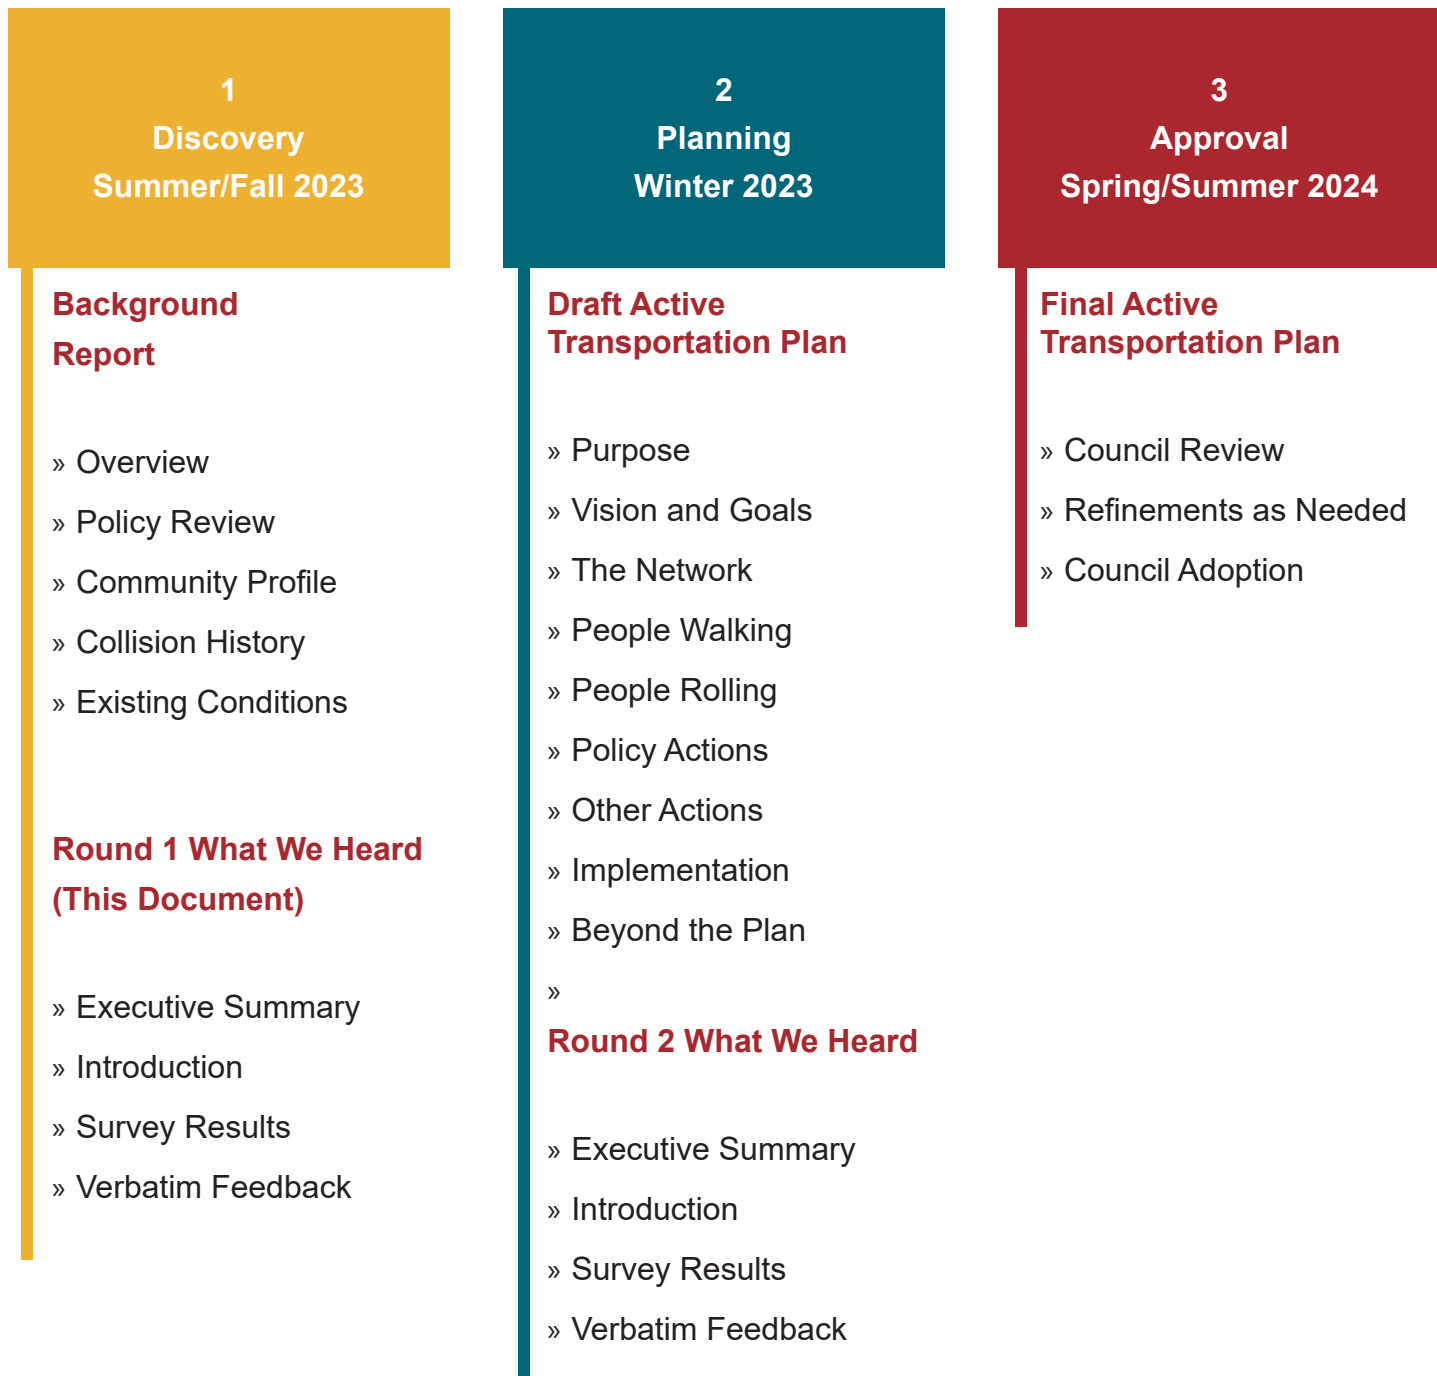 1
Discovery
Summer/Fall 2023
Background
Report
» Overview
» Policy Review
» Community Profile
» Collision History
» Existing Conditions
Round 1 What We Heard
(This Document)
» Executive Summary
» Introduction
» Survey Results
» Verbatim Feedback
2
Planning
Winter 2023
Draft Active
Transportation Plan
» Purpose
» Vision and Goals
» The Network
» People Walking
» People Rolling
» Policy Actions
» Other Actions
» Implementation
» Beyond the Plan
»
Round 2 What We Heard
» Executive Summary
» Introduction
» Survey Results
» Verbatim Feedback
3
Approval
Spring/Summer 2024
Final Active
Transportation Plan
» Council Review
» Refinements as Needed
» Council Adoption